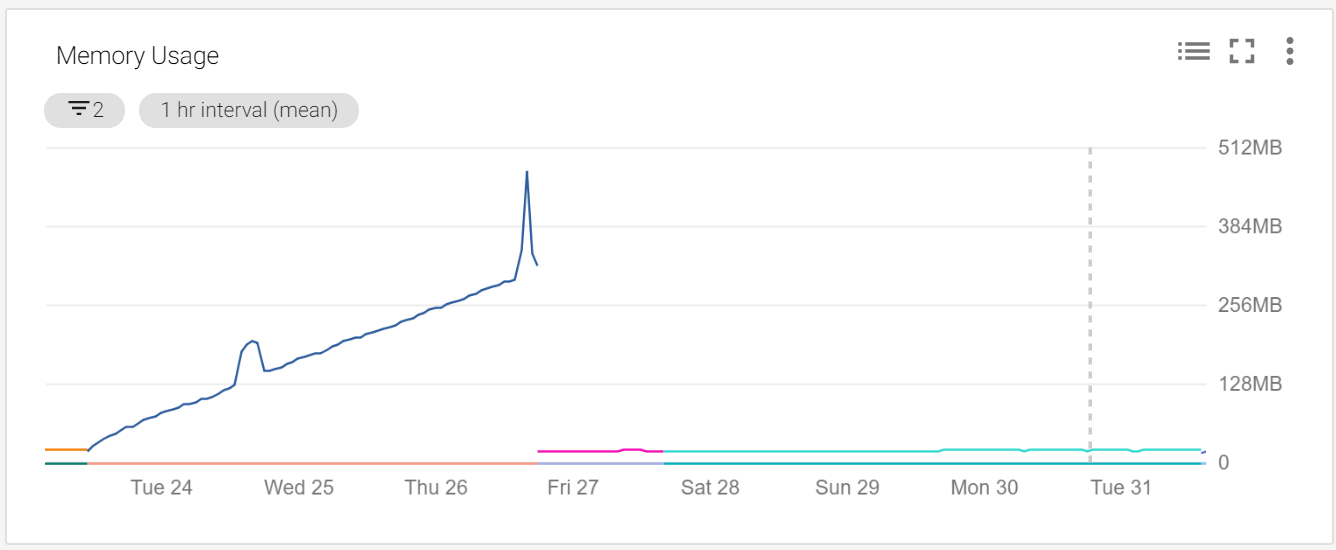 Memory Usage
2
1 hr interval (mean)
512MB
384MB
256MB
128MB
0
Tue 24 Wed 25 Thu 26 Fri 27 Sat 28 Sun 29 Mon 30 Tue 31